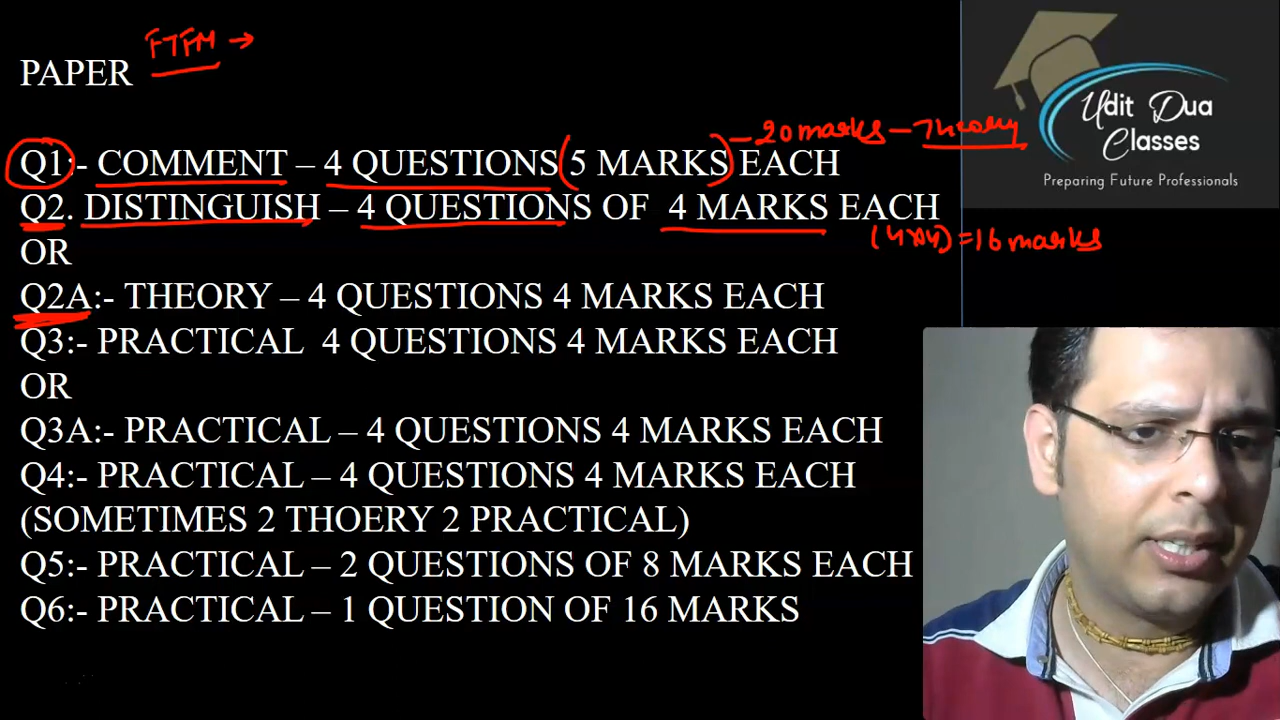 FTFM →
PAPER
- 20 marks - Theory
Q1:- COMMENT – 4 QUESTIONS (5 MARKS) EACH
Q2. DISTINGUISH – 4 QUESTIONS OF 4 MARKS EACH
(4x4) = 16 marks
OR
Q2A:- THEORY – 4 QUESTIONS 4 MARKS EACH
Q3:- PRACTICAL 4 QUESTIONS 4 MARKS EACH
OR
Q3A:- PRACTICAL – 4 QUESTIONS 4 MARKS EACH
Q4:- PRACTICAL – 4 QUESTIONS 4 MARKS EACH
(SOMETIMES 2 THOERY 2 PRACTICAL)
Q5:- PRACTICAL – 2 QUESTIONS OF 8 MARKS EACH
Q6:- PRACTICAL – 1 QUESTION OF 16 MARKS
Udit Dua
Classes
Preparing Future Professionals